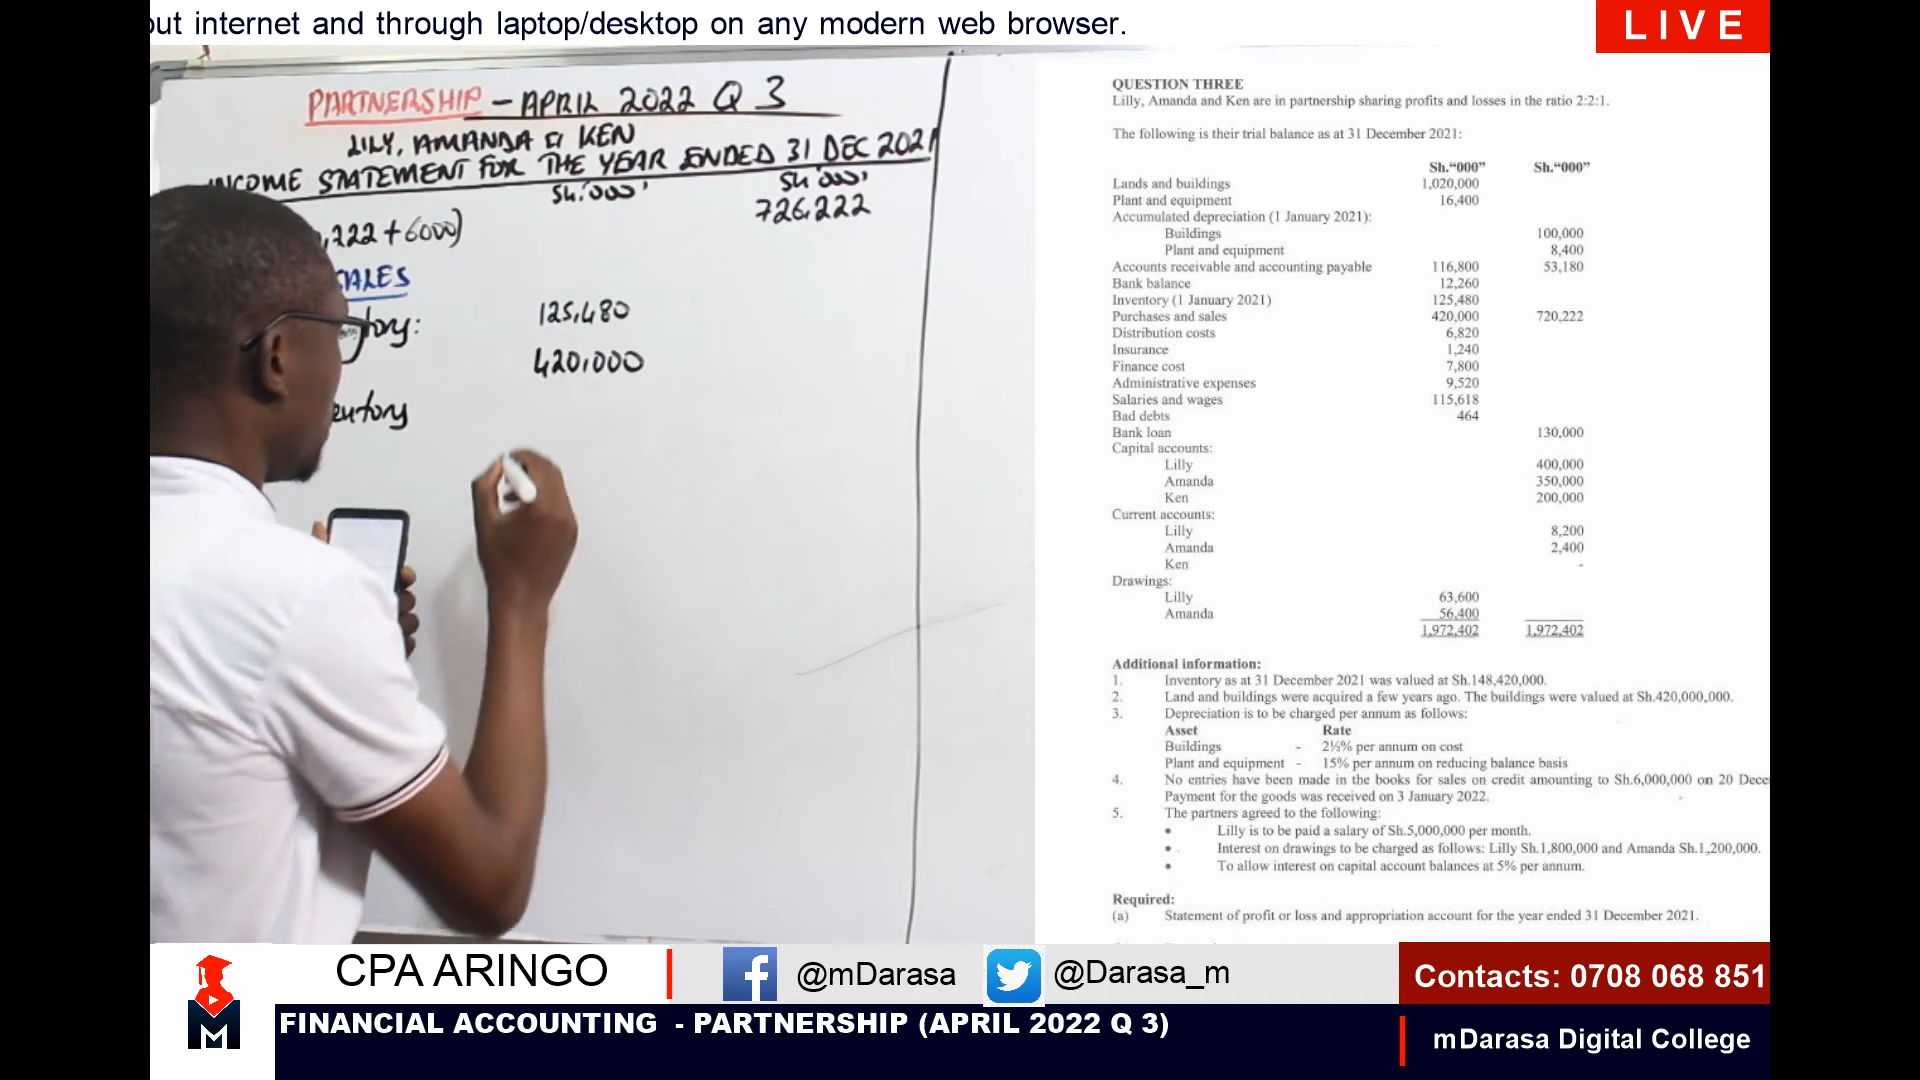 out internet and through laptop/desktop on any modern web browser.
LIVE
PARTNERSHIP - APRIL 2022 Q 3
LILY, AMANDA & KEN
INCOME STATEMENT FOR THE YEAR ENDED 31 DEC 2021
Sh.'000' Sh '000'
726,222
,222 + 6000)
SALES
tory: 125,480
420,000
entory
QUESTION THREE
Lilly, Amanda and Ken are in partnership sharing profits and losses in the ratio 2:2:1.
The following is their trial balance as at 31 December 2021:
Sh."000" Sh."000"
Lands and buildings 1,020,000
Plant and equipment 16,400
Accumulated depreciation (1 January 2021):
Buildings 100,000
Plant and equipment 8,400
Accounts receivable and accounting payable 116,800 53,180
Bank balance 12,260
Inventory (1 January 2021) 125,480
Purchases and sales 420,000 720,222
Distribution costs 6,820
Insurance 1,240
Finance cost 7,800
Administrative expenses 9,520
Salaries and wages 115,618
Bad debts 464
Bank loan 130,000
Capital accounts:
Lilly 400,000
Amanda 350,000
Ken 200,000
Current accounts:
Lilly 8,200
Amanda 2,400
Ken -
Drawings:
Lilly 63,600
Amanda 56,400
1,972,402 1,972,402
Additional information:
1. Inventory as at 31 December 2021 was valued at Sh.148,420,000.
2. Land and buildings were acquired a few years ago. The buildings were valued at Sh.420,000,000.
3. Depreciation is to be charged per annum as follows:
Asset Rate
Buildings - 2½% per annum on cost
Plant and equipment - 15% per annum on reducing balance basis
4. No entries have been made in the books for sales on credit amounting to Sh.6,000,000 on 20 Dece
Payment for the goods was received on 3 January 2022.
5. The partners agreed to the following:
• Lilly is to be paid a salary of Sh.5,000,000 per month.
• Interest on drawings to be charged as follows: Lilly Sh.1,800,000 and Amanda Sh.1,200,000.
• To allow interest on capital account balances at 5% per annum.
Required:
(a) Statement of profit or loss and appropriation account for the year ended 31 December 2021.
CPA ARINGO
@mDarasa
@Darasa_m
Contacts: 0708 068 851
M
FINANCIAL ACCOUNTING - PARTNERSHIP (APRIL 2022 Q 3)
mDarasa Digital College